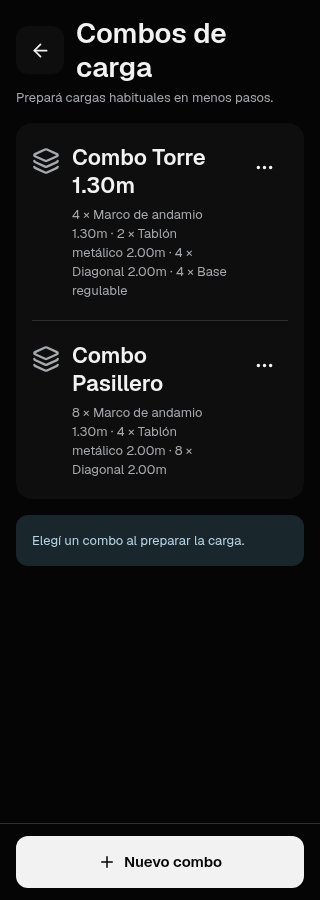 Combos de
carga
Prepará cargas habituales en menos pasos.
Combo Torre
1.30m
4 × Marco de andamio
1.30m · 2 × Tablón
metálico 2.00m · 4 ×
Diagonal 2.00m · 4 × Base
regulable
Combo
Pasillero
8 × Marco de andamio
1.30m · 4 × Tablón
metálico 2.00m · 8 ×
Diagonal 2.00m
Elegí un combo al preparar la carga.
Nuevo combo